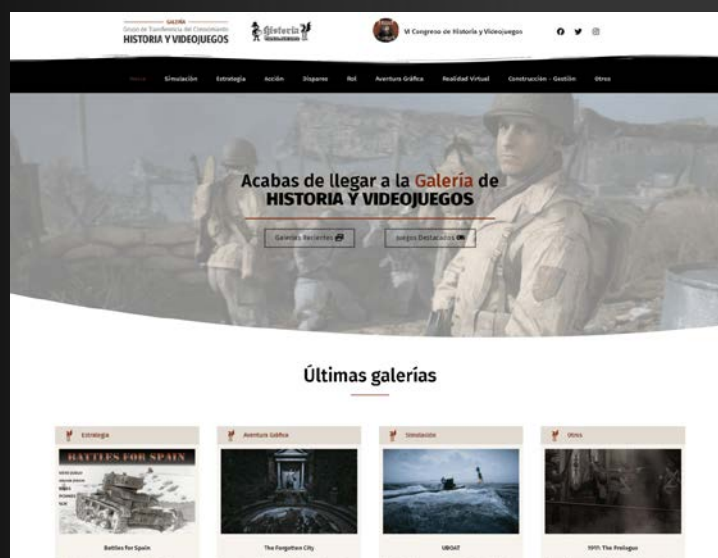 GALERÍA
Grupo de Transferencia del Conocimiento
HISTORIA Y VIDEOJUEGOS
Historia
VI Congreso de Historia y Videojuegos
Inicio Simulación Estrategia Acción Disparos Rol Aventura Gráfica Realidad Virtual Construcción - Gestión Otros
Acabas de llegar a la Galería de
HISTORIA Y VIDEOJUEGOS
Galerías Recientes Juegos Destacados
Últimas galerías
Estrategia Aventura Gráfica Simulación Otros
BATTLES FOR SPAIN
Battles for Spain The Forgotten City UBOAT 1917: The Prologue